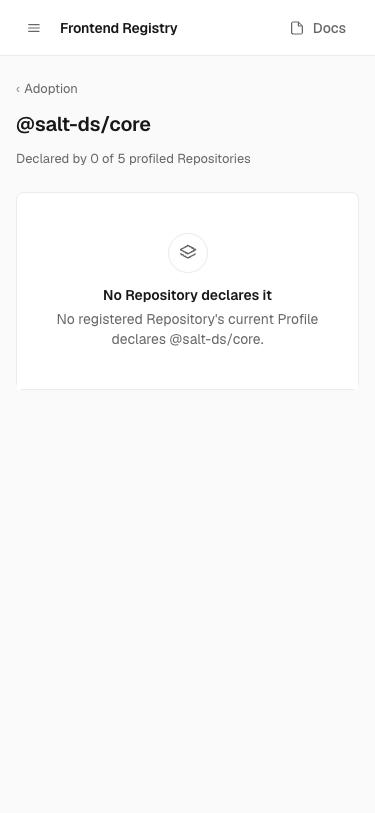 Frontend Registry
Docs
‹ Adoption
@salt-ds/core
Declared by 0 of 5 profiled Repositories
No Repository declares it
No registered Repository's current Profile
declares @salt-ds/core.